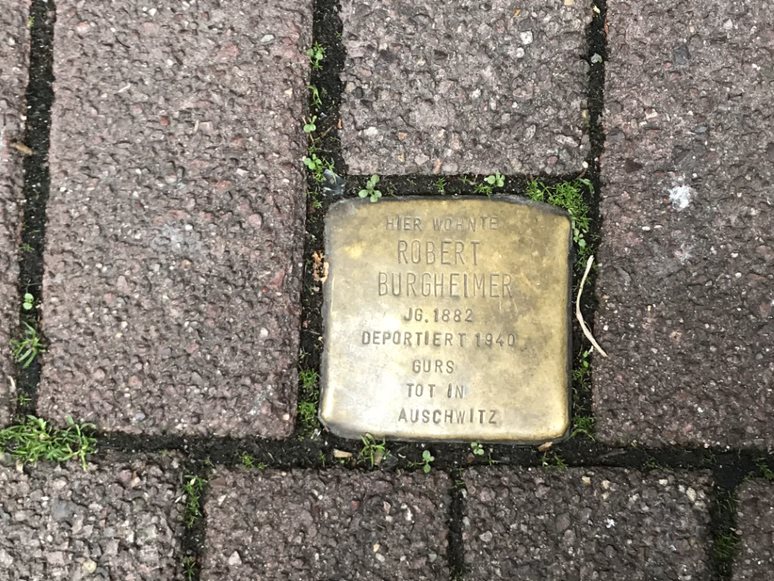 HIER WOHNTE
ROBERT
BURGHEIMER
JG. 1882
DEPORTIERT 1940
GURS
TOT IN
AUSCHWITZ